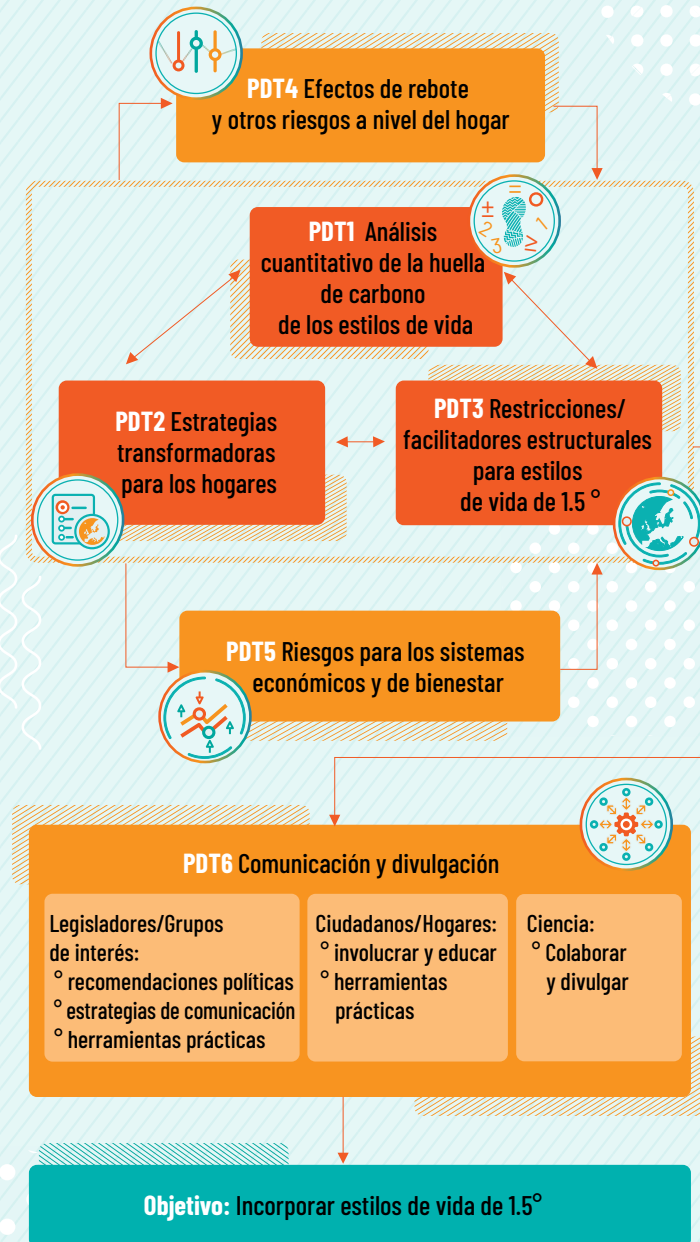 PDT4 Efectos de rebote
y otros riesgos a nivel del hogar
PDT1 Análisis
cuantitativo de la huella
de carbono
de los estilos de vida
PDT2 Estrategias
transformadoras
para los hogares
PDT3 Restricciones/
facilitadores estructurales
para estilos
de vida de 1.5 °
PDT5 Riesgos para los sistemas
económicos y de bienestar
PDT6 Comunicación y divulgación
Legisladores/Grupos
de interés:
° recomendaciones políticas
° estrategias de comunicación
° herramientas prácticas
Ciudadanos/Hogares:
° involucrar y educar
° herramientas
prácticas
Ciencia:
° Colaborar
y divulgar
Objetivo: Incorporar estilos de vida de 1.5°